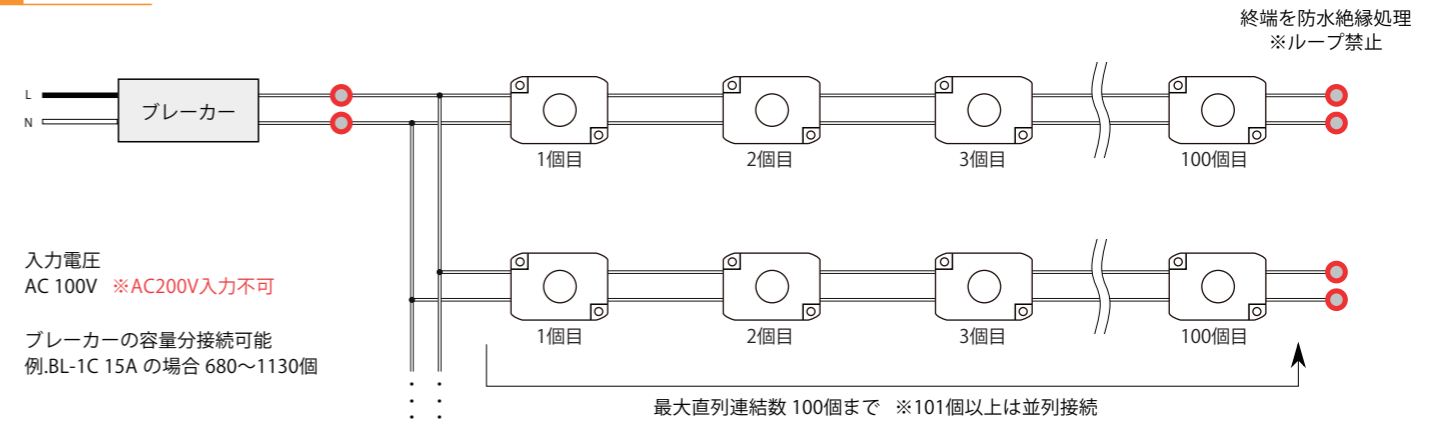 終端を防水絶縁処理
※ループ禁止
L
N
ブレーカー
1個目
2個目
3個目
100個目
入力電圧
AC 100V ※AC200V入力不可
ブレーカーの容量分接続可能
例.BL-1C 15A の場合 680～1130個
1個目
2個目
3個目
100個目
最大直列連結数 100個まで ※101個以上は並列接続